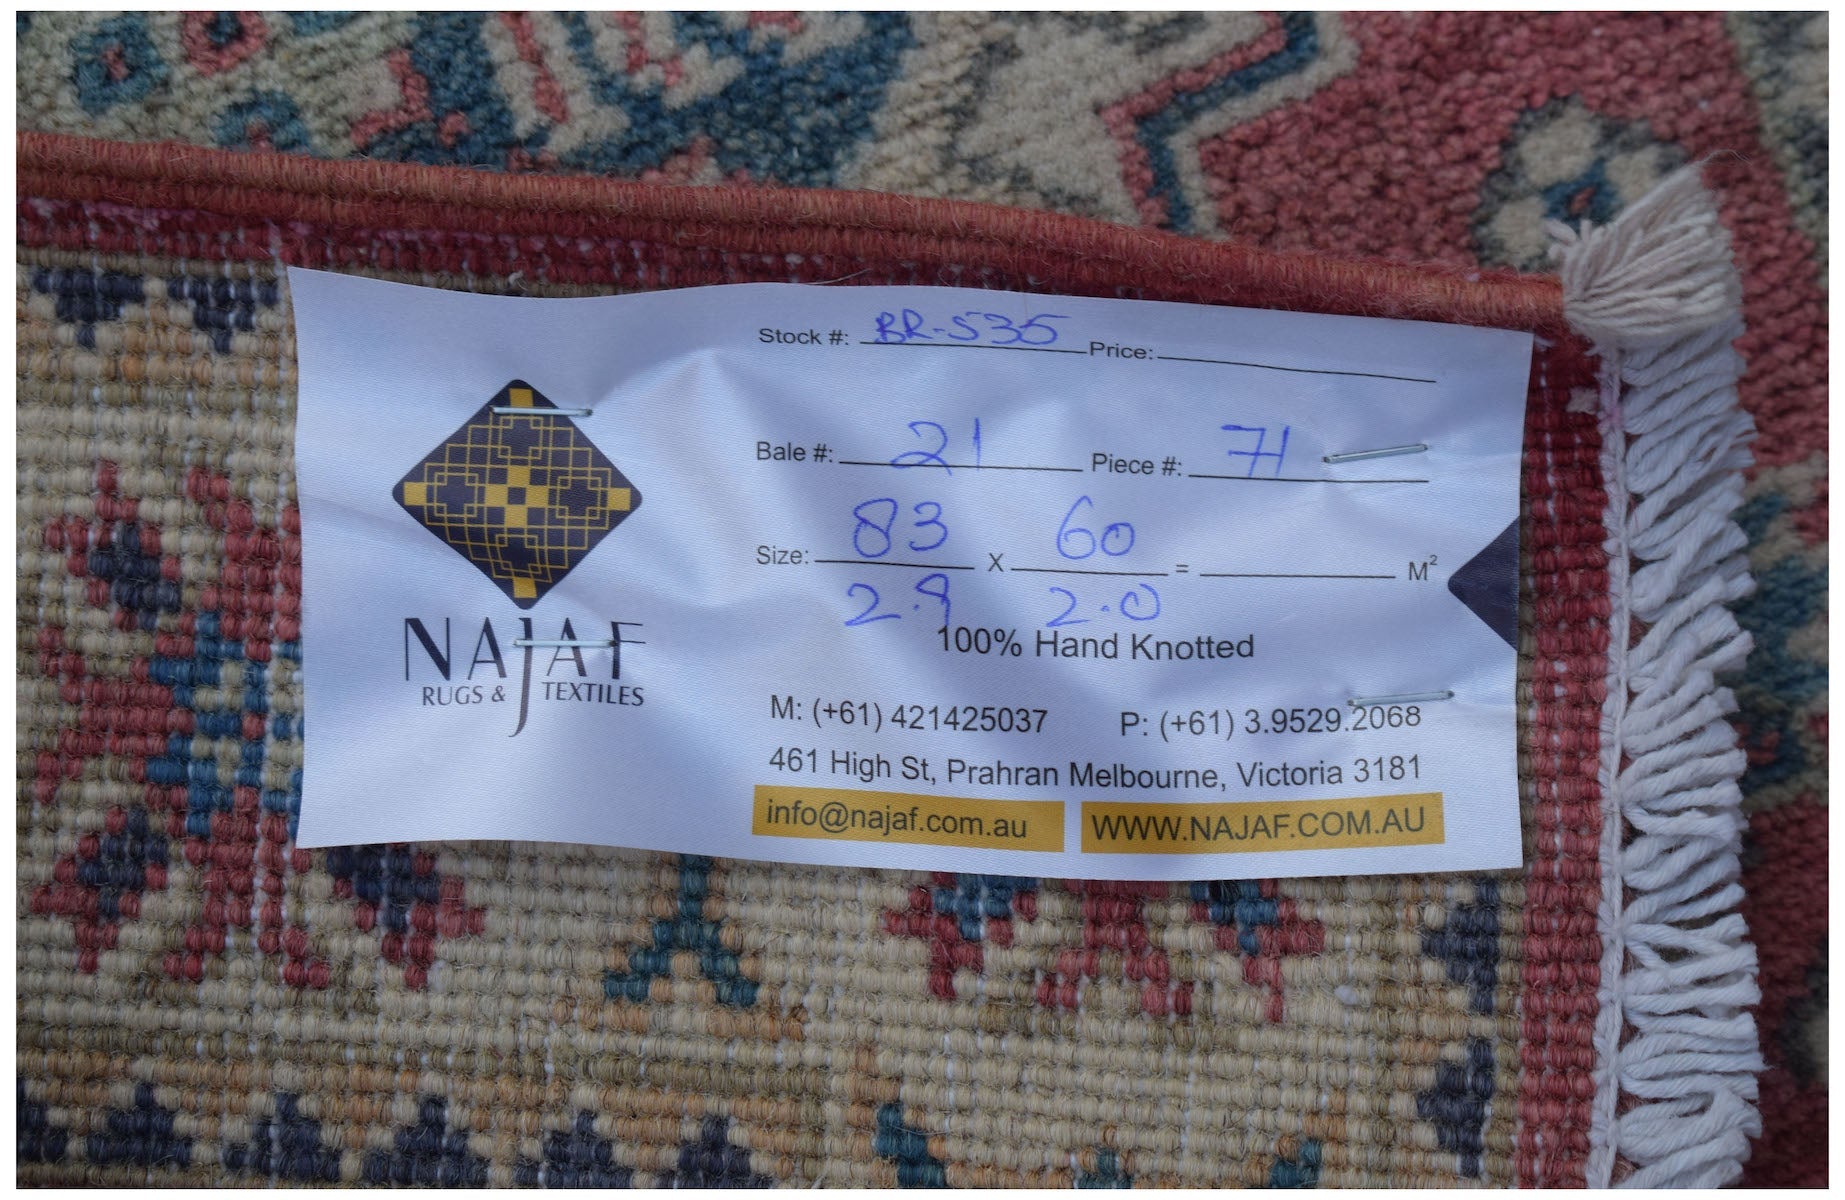 Stock #: BR-535 Price:
Bale #: 21 Piece #: 71
83 60
Size: X = M²
2.9 2.0
100% Hand Knotted
NAJAF
RUGS & TEXTILES
M: (+61) 421425037 P: (+61) 3.9529.2068
461 High St, Prahran Melbourne, Victoria 3181
info@najaf.com.au WWW.NAJAF.COM.AU